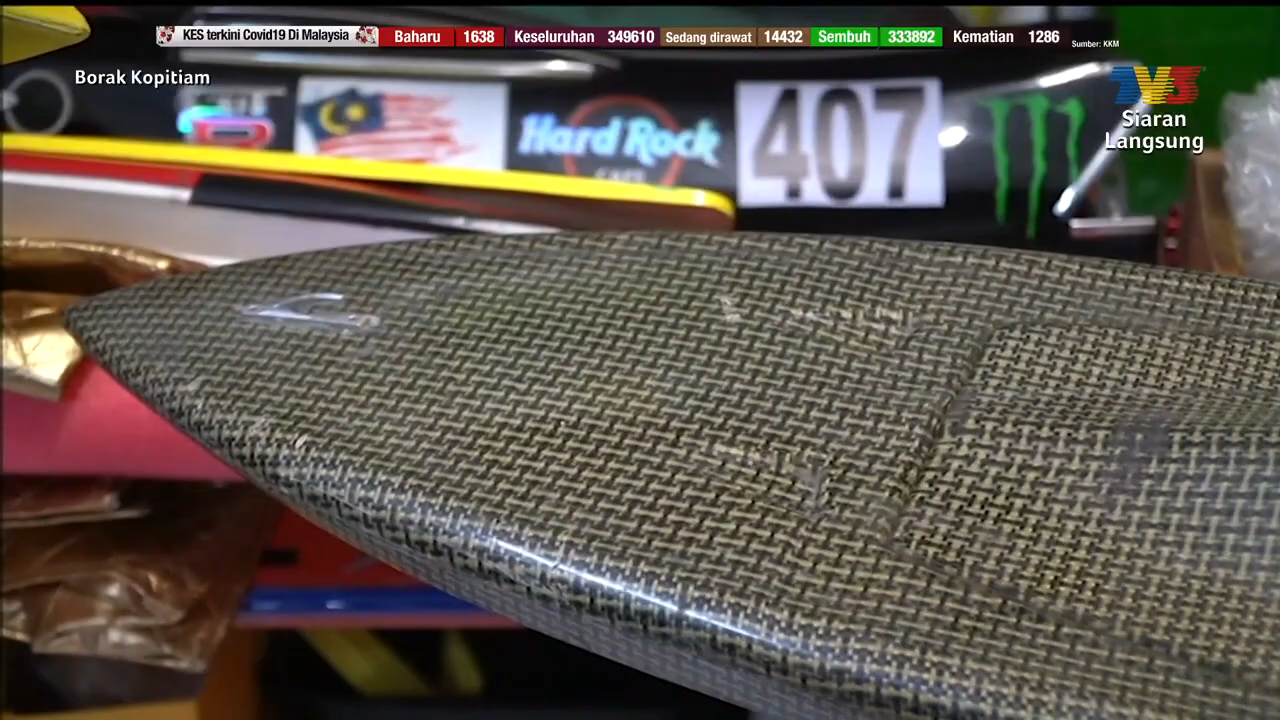 KES terkini Covid19 Di Malaysia Baharu 1638 Keseluruhan 349610 Sedang dirawat 14432 Sembuh 333892 Kematian 1286 Sumber: KKM
Borak Kopitiam
TV3
Siaran
Langsung
Hard Rock
CAFE
407